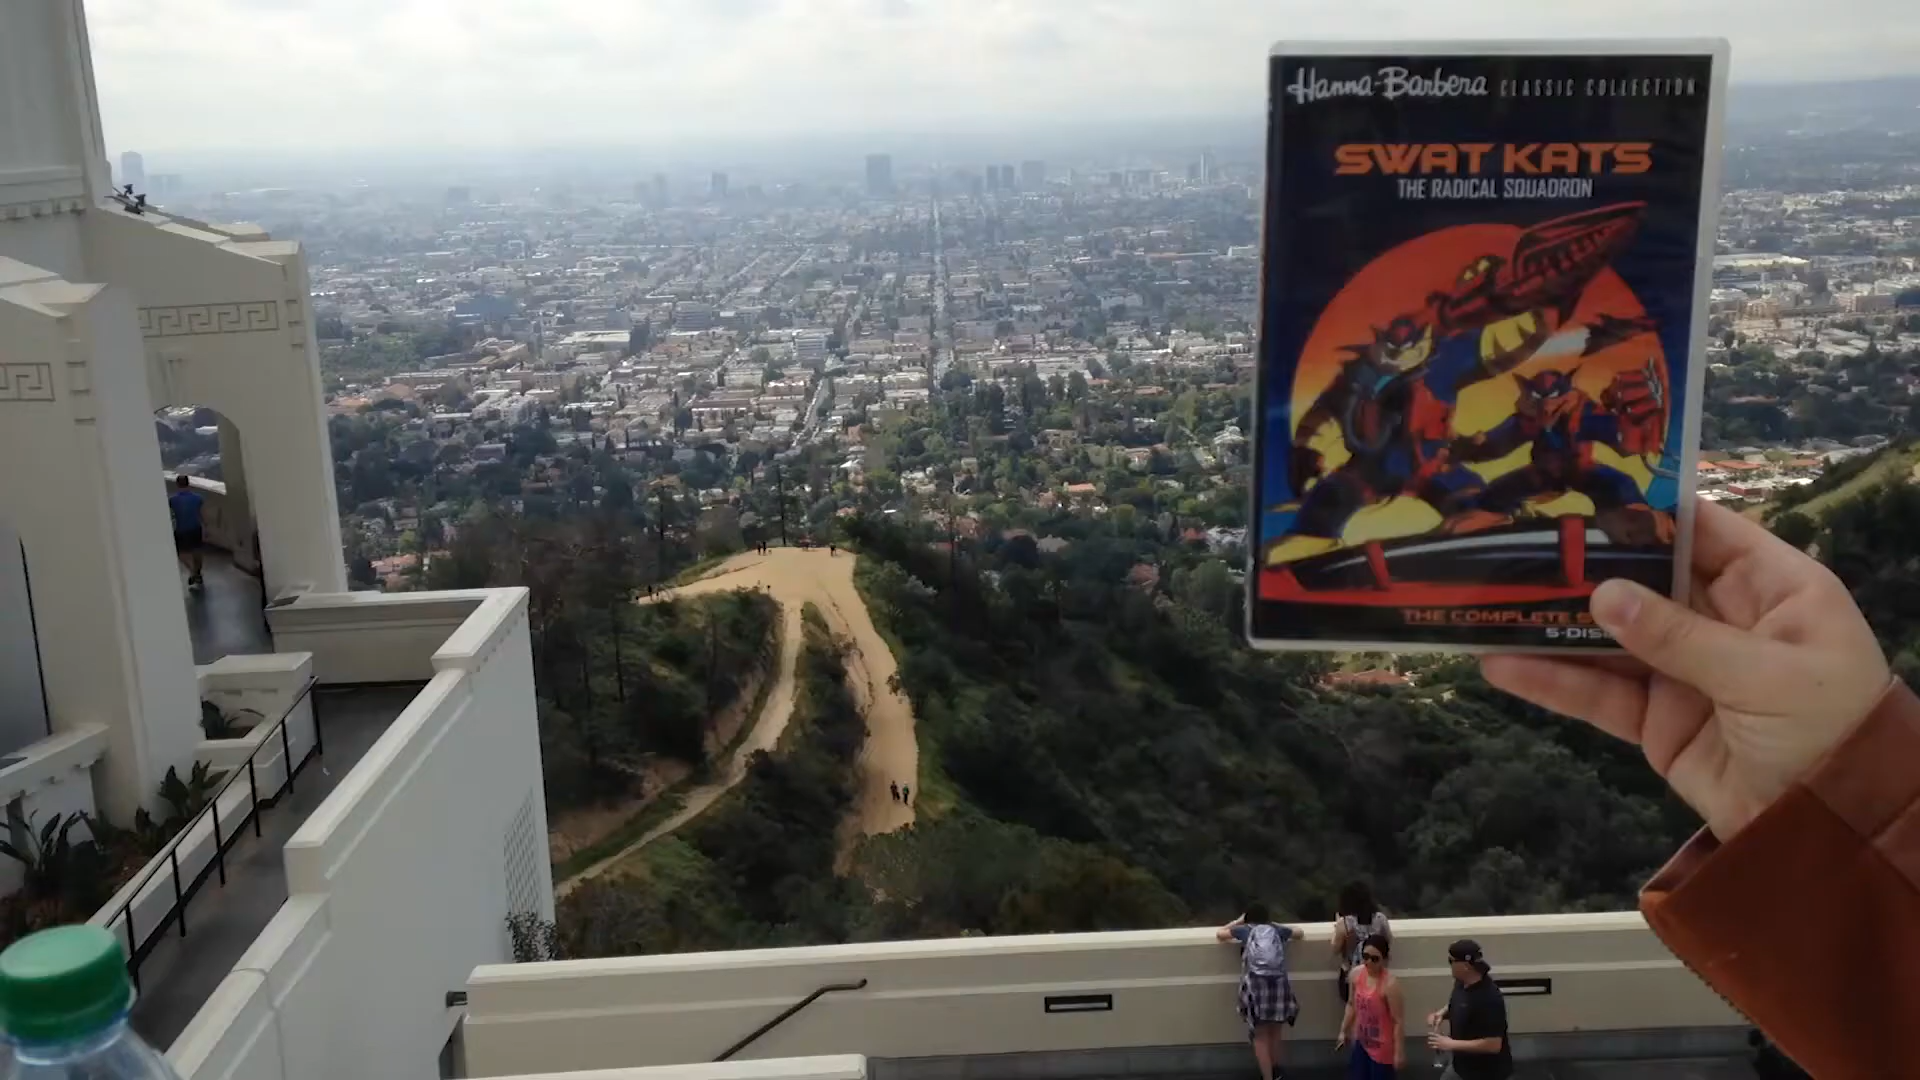 Hanna-Barbera CLASSIC COLLECTION
SWAT KATS
THE RADICAL SQUADRON
THE COMPLETE S
5-DIS